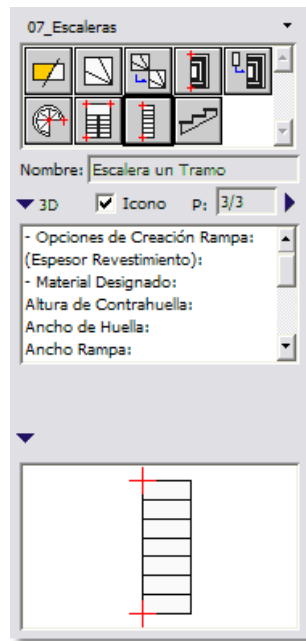 07_Escaleras
Nombre: Escalera un Tramo
3D Icono P: 3/3
- Opciones de Creación Rampa:
(Espesor Revestimiento):
- Material Designado:
Altura de Contrahuella:
Ancho de Huella:
Ancho Rampa: